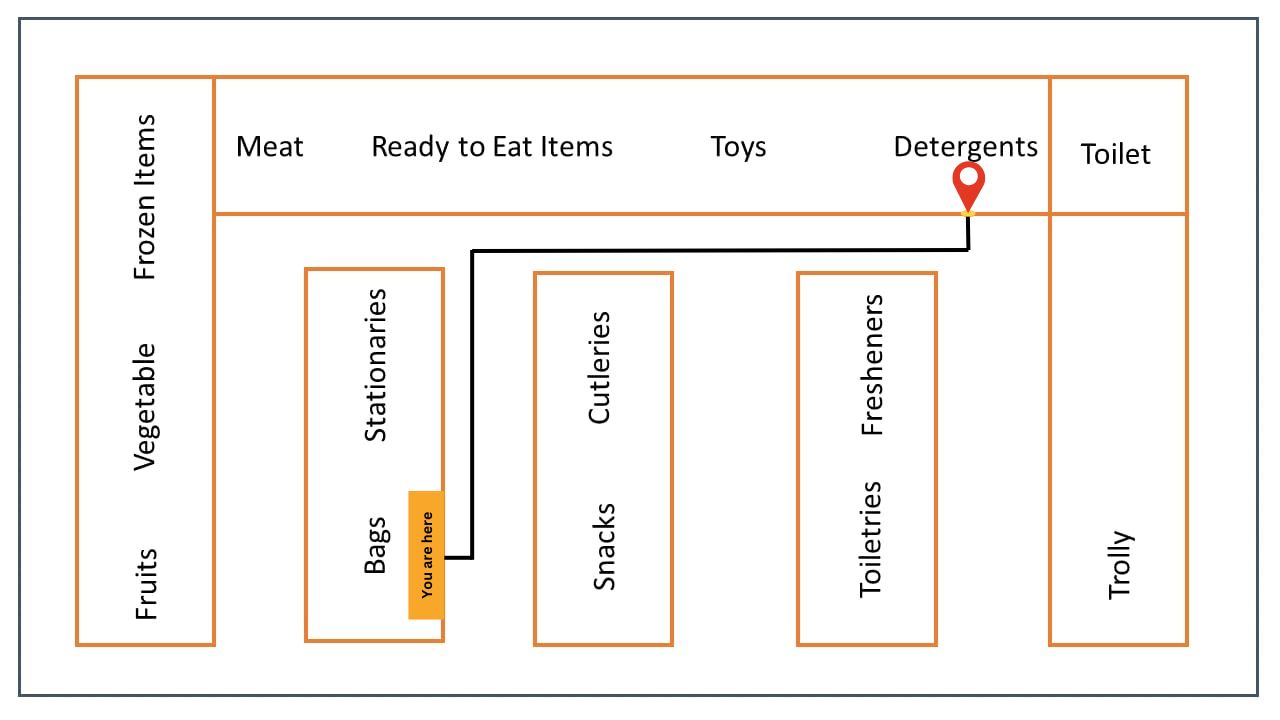 Meat
Ready to Eat Items
Toys
Detergents
Toilet
Frozen Items
Vegetable
Fruits
Stationaries
Bags
You are here
Cutleries
Snacks
Fresheners
Toiletries
Trolly